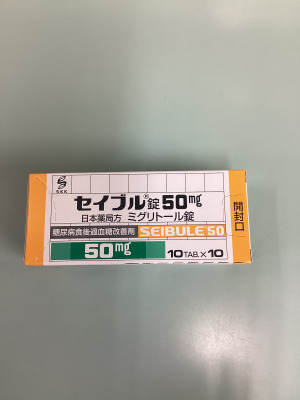 SKK
セイブル®錠50mg
日本薬局方 ミグリトール錠
糖尿病食後過血糖改善剤 SEIBULE 50
50mg 10TAB.×10
開封口